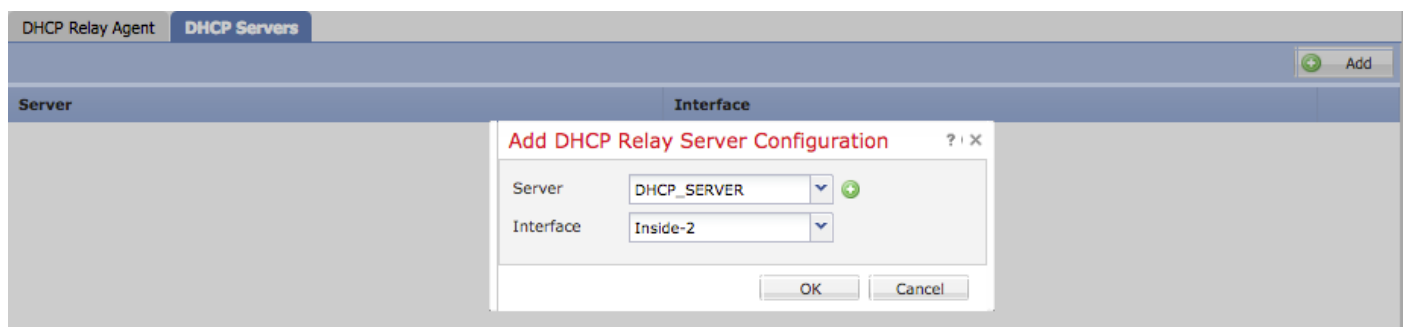 DHCP Relay Agent DHCP Servers
Add
Server Interface
Add DHCP Relay Server Configuration ?
Server DHCP_SERVER
Interface Inside-2
OK Cancel